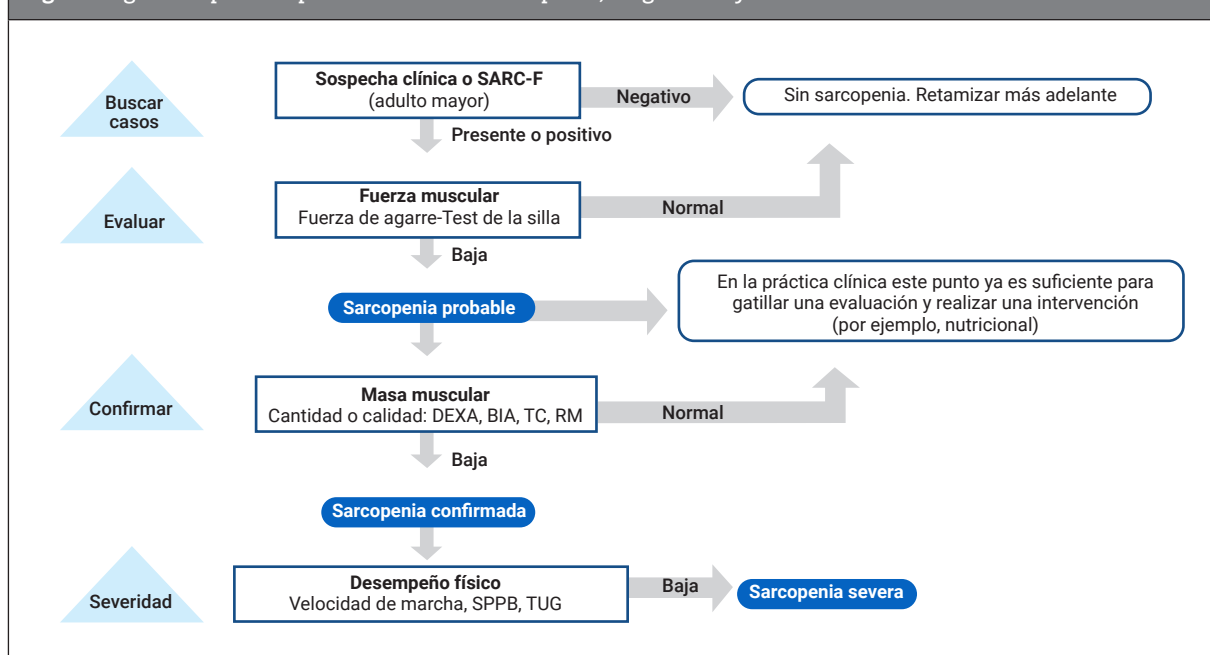 Buscar
casos
Sospecha clínica o SARC-F
(adulto mayor)
Negativo
Sin sarcopenia. Retamizar más adelante
Presente o positivo
Evaluar
Fuerza muscular
Fuerza de agarre-Test de la silla
Normal
Baja
Sarcopenia probable
En la práctica clínica este punto ya es suficiente para
gatillar una evaluación y realizar una intervención
(por ejemplo, nutricional)
Confirmar
Masa muscular
Cantidad o calidad: DEXA, BIA, TC, RM
Normal
Baja
Sarcopenia confirmada
Severidad
Desempeño físico
Velocidad de marcha, SPPB, TUG
Baja
Sarcopenia severa